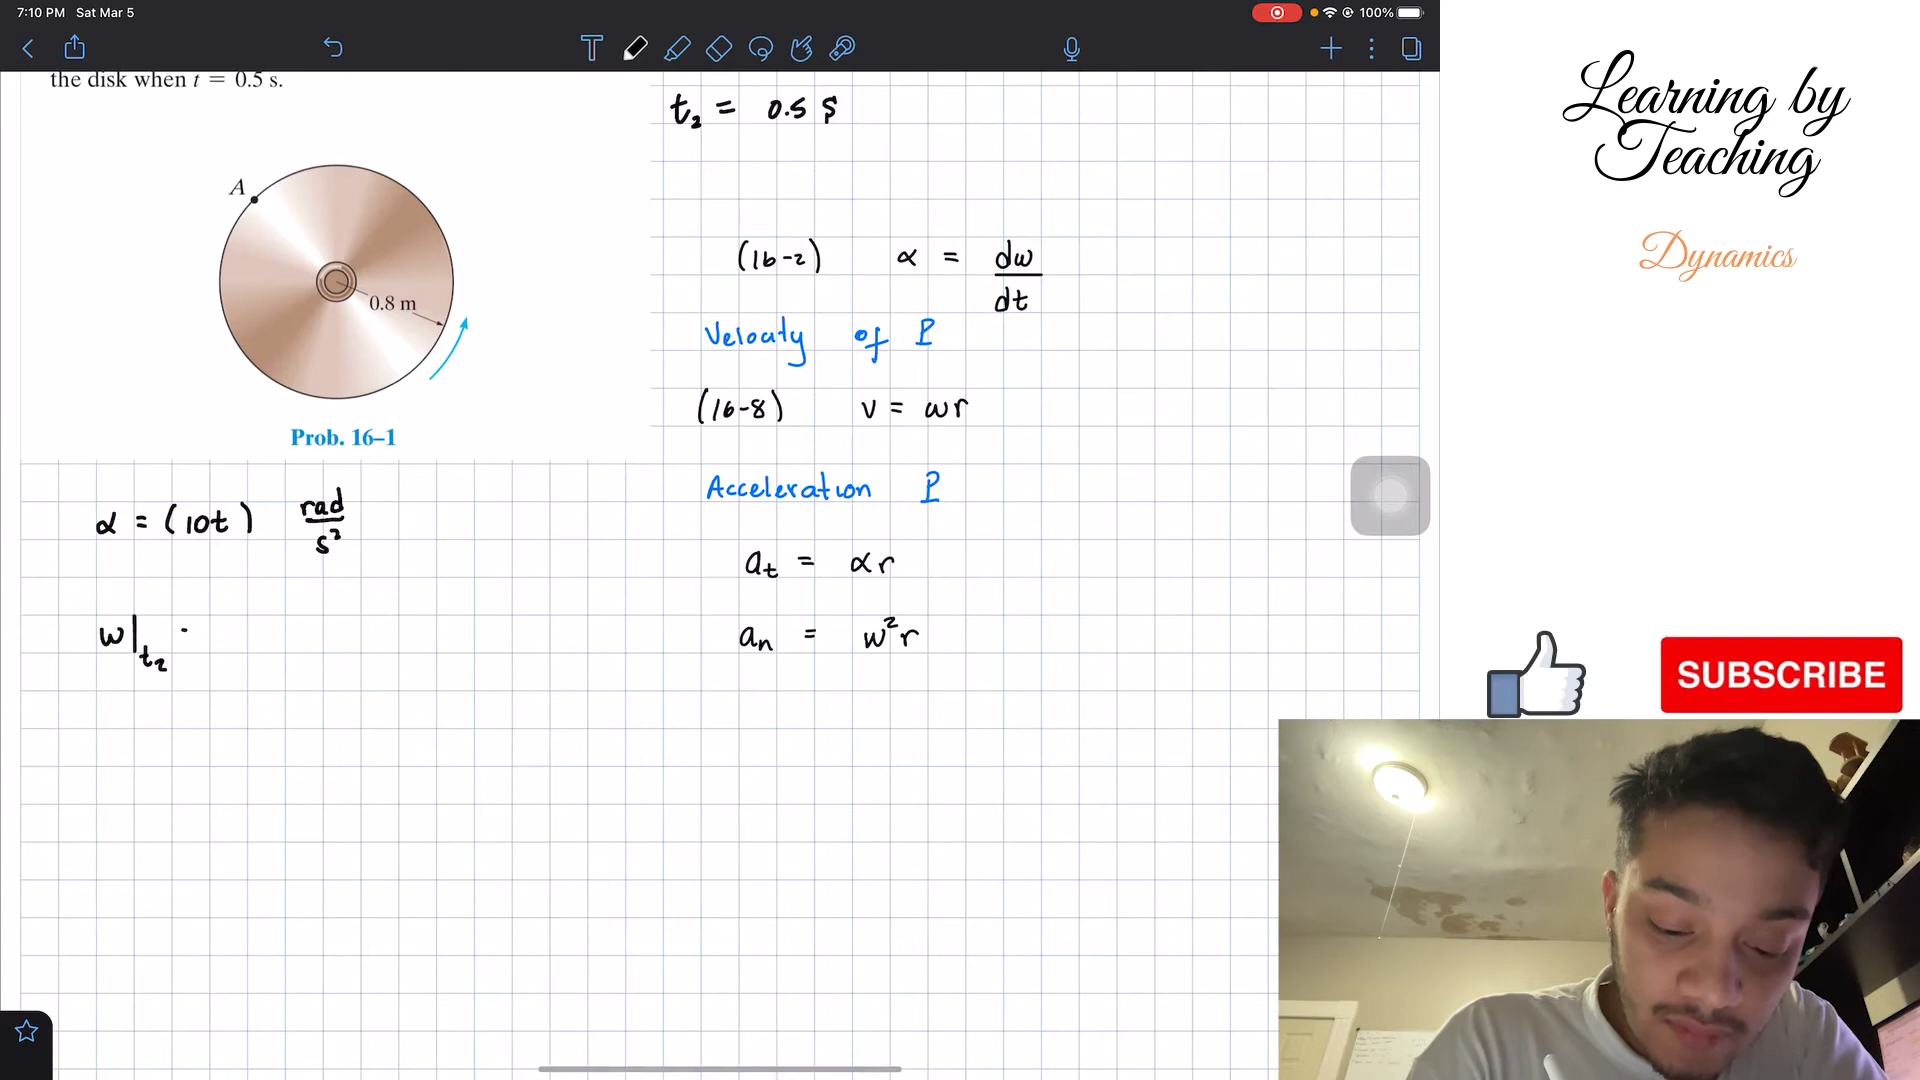 7:10 PM Sat Mar 5
100%
the disk when t = 0.5 s.
A
0.8 m
Prob. 16–1
α = (10t) rad/s²
w|t₂ -
t₂ = 0.5 s
(16-2) α = dω/dt
Velocity of P
(16-8) v = ωr
Acceleration P
at = αr
an = w²r
Learning by
Teaching
Dynamics
SUBSCRIBE